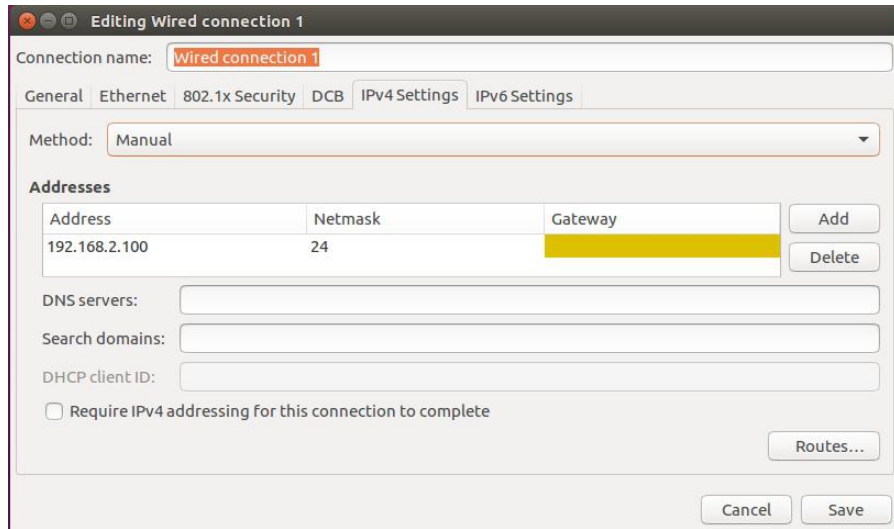 Editing Wired connection 1
Connection name: Wired connection 1
General Ethernet 802.1x Security DCB IPv4 Settings IPv6 Settings
Method: Manual
Addresses
Address Netmask Gateway Add
192.168.2.100 24
Delete
DNS servers:
Search domains:
DHCP client ID:
Require IPv4 addressing for this connection to complete
Routes...
Cancel Save